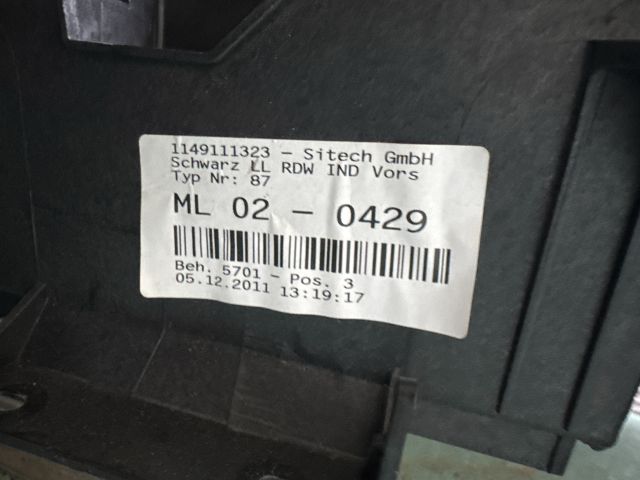 1149111323 - Sitech GmbH
Schwarz LL RDW IND Vors
Typ Nr: 87
ML 02 - 0429
Beh. 5701 - Pos. 3
05.12.2011 13:19:17